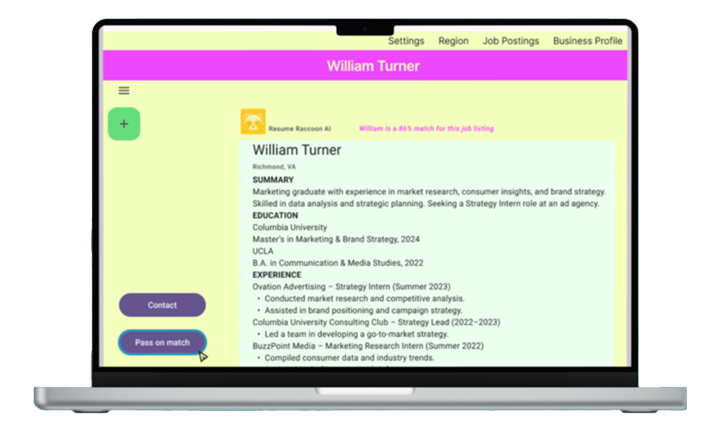 Settings Region Job Postings Business Profile
William Turner
+
Resume Raccoon AI William is a 86% match for this job listing
William Turner
Richmond, VA
SUMMARY
Marketing graduate with experience in market research, consumer insights, and brand strategy.
Skilled in data analysis and strategic planning. Seeking a Strategy Intern role at an ad agency.
EDUCATION
Columbia University
Master's in Marketing & Brand Strategy, 2024
UCLA
B.A. in Communication & Media Studies, 2022
EXPERIENCE
Ovation Advertising – Strategy Intern (Summer 2023)
• Conducted market research and competitive analysis.
• Assisted in brand positioning and campaign strategy.
Columbia University Consulting Club – Strategy Lead (2022–2023)
• Led a team in developing a go-to-market strategy.
BuzzPoint Media – Marketing Research Intern (Summer 2022)
• Compiled consumer data and industry trends.
Contact
Pass on match